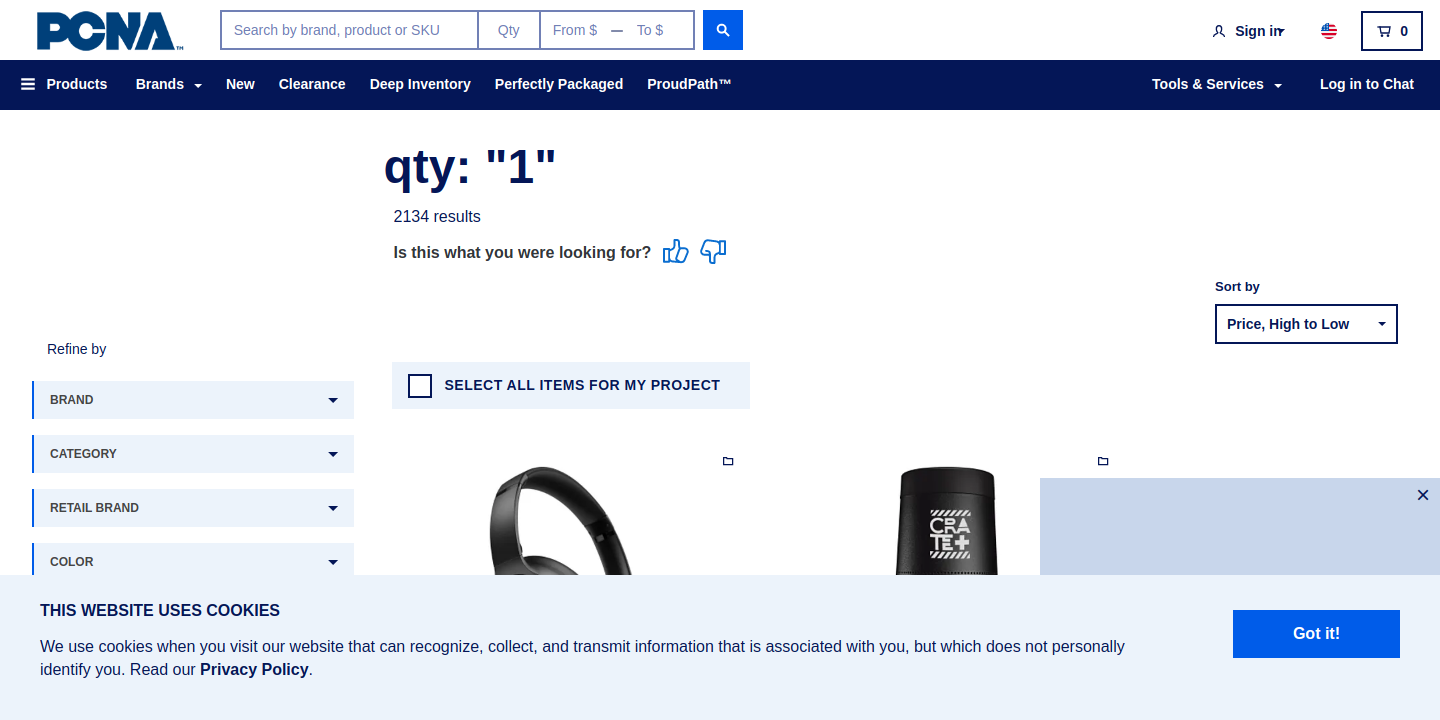 PCNA™
Search by brand, product or SKU
Qty
From $ — To $
Sign in
0
Products
Brands
New
Clearance
Deep Inventory
Perfectly Packaged
ProudPath™
Tools & Services
Log in to Chat
qty: "1"
2134 results
Is this what you were looking for?
Sort by
Price, High to Low
Refine by
BRAND
CATEGORY
RETAIL BRAND
COLOR
SELECT ALL ITEMS FOR MY PROJECT
THIS WEBSITE USES COOKIES
We use cookies when you visit our website that can recognize, collect, and transmit information that is associated with you, but which does not personally
identify you. Read our Privacy Policy.
Got it!